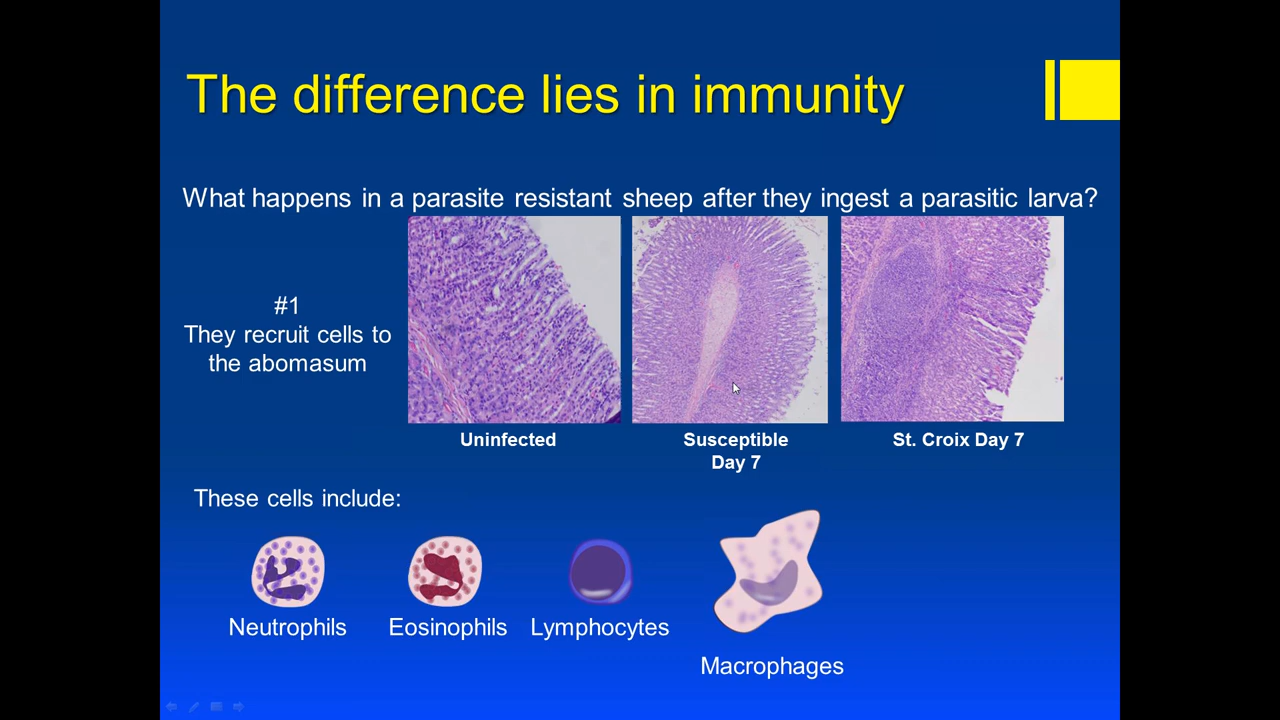 The difference lies in immunity
What happens in a parasite resistant sheep after they ingest a parasitic larva?
#1
They recruit cells to
the abomasum
Uninfected
Susceptible
Day 7
St. Croix Day 7
These cells include:
Neutrophils
Eosinophils
Lymphocytes
Macrophages